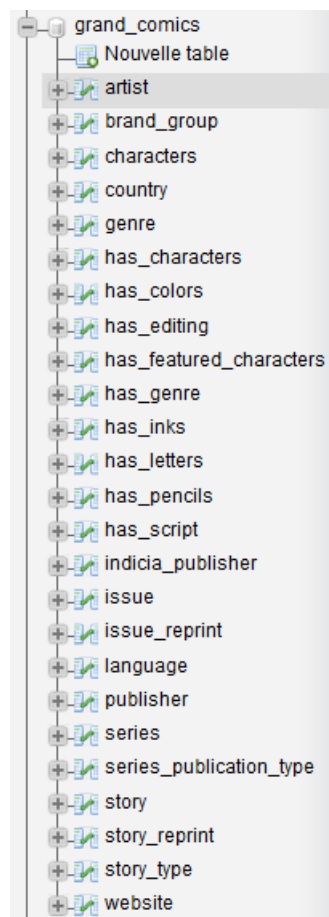 grand_comics
Nouvelle table
artist
brand_group
characters
country
genre
has_characters
has_colors
has_editing
has_featured_characters
has_genre
has_inks
has_letters
has_pencils
has_script
indicia_publisher
issue
issue_reprint
language
publisher
series
series_publication_type
story
story_reprint
story_type
website